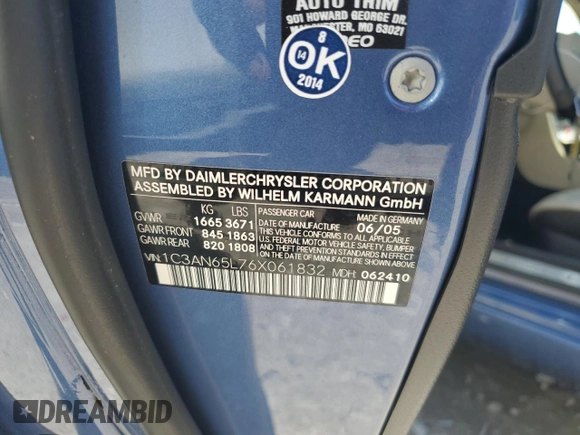 AUTO TRIM
901 HOWARD GEORGE DR.
MANCHESTER, MO 63021
8
14
OK
2014
MFD BY DAIMLERCHRYSLER CORPORATION
ASSEMBLED BY WILHELM KARMANN GmbH
KG LBS PASSENGER CAR DATE OF MANUFACTURE 06/05
GVWR 1665 3671 THIS VEHICLE CONFORMS TO ALL APPLICABLE
GAWR FRONT 845 1863 U.S. FEDERAL MOTOR VEHICLE SAFETY, BUMPER,
GAWR REAR 820 1808 AND THEFT PREVENTION STANDARDS IN EFFECT
ON THE DATE OF MANUFACTURE SHOWN ABOVE.
VIN: 1C3AN65L76X061832 MDH: 062410
DREAMBID